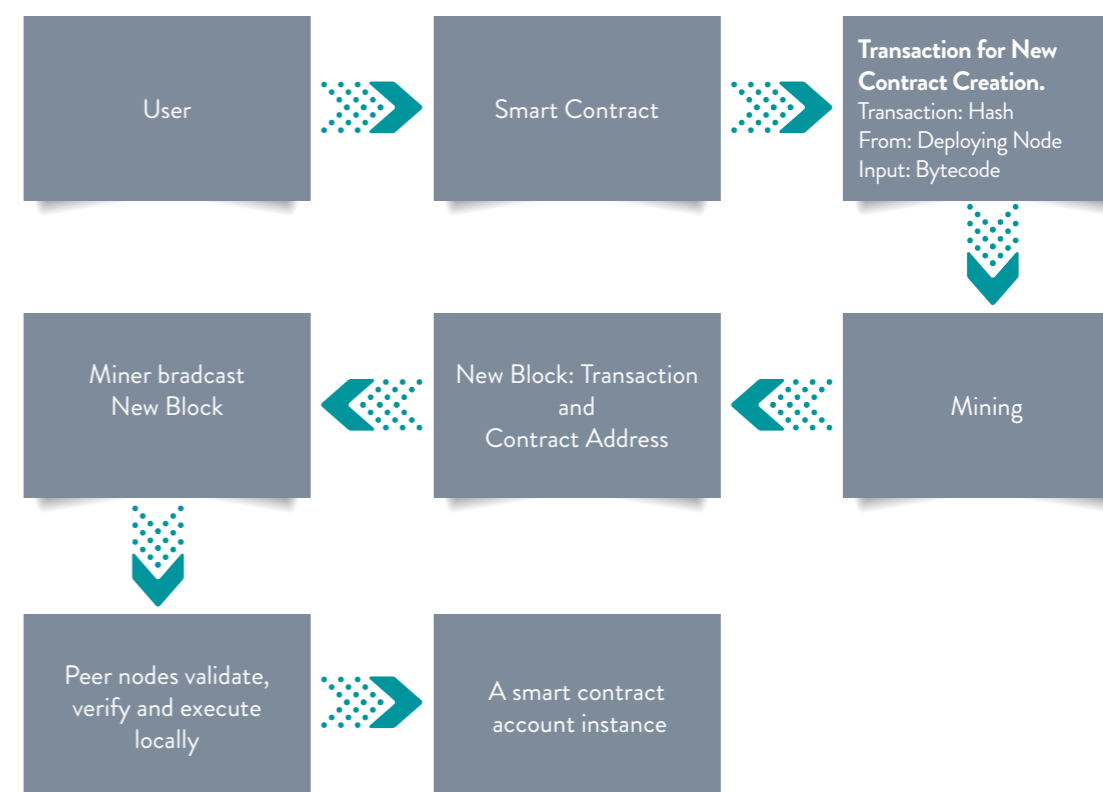 User
Smart Contract
Transaction for New
Contract Creation.
Transaction: Hash
From: Deploying Node
Input: Bytecode
Mining
New Block: Transaction
and
Contract Address
Miner bradcast
New Block
Peer nodes validate,
verify and execute
locally
A smart contract
account instance